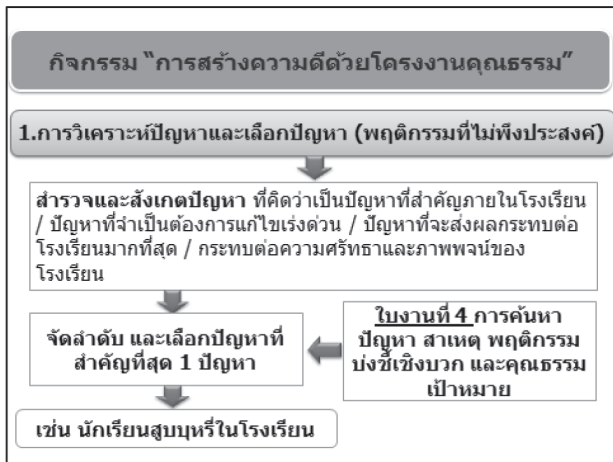 กิจกรรม “การสร้างความดีด้วยโครงงานคุณธรรม”
1.การวิเคราะห์ปัญหาและเลือกปัญหา (พฤติกรรมที่ไม่พึงประสงค์)
สำรวจและสังเกตปัญหา ที่คิดว่าเป็นปัญหาที่สำคัญภายในโรงเรียน
/ ปัญหาที่จำเป็นต้องการแก้ไขเร่งด่วน / ปัญหาที่จะส่งผลกระทบต่อ
โรงเรียนมากที่สุด / กระทบต่อความศรัทธาและภาพพจน์ของ
โรงเรียน
จัดลำดับ และเลือกปัญหาที่
สำคัญที่สุด 1 ปัญหา
ใบงานที่ 4 การค้นหา
ปัญหา สาเหตุ พฤติกรรม
บ่งชี้เชิงบวก และคุณธรรม
เป้าหมาย
เช่น นักเรียนสูบบุหรี่ในโรงเรียน